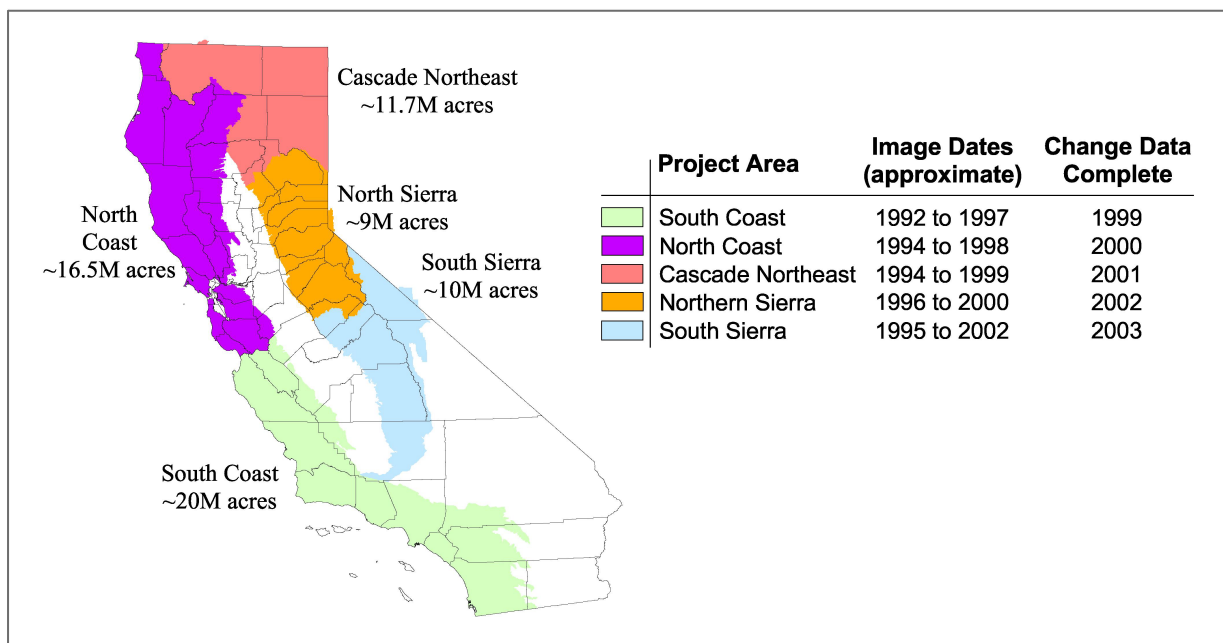 Cascade Northeast
~11.7M acres
North Sierra
~9M acres
North
Coast
~16.5M acres
South Sierra
~10M acres
South Coast
~20M acres
Project Area Image Dates (approximate) Change Data Complete
South Coast 1992 to 1997 1999
North Coast 1994 to 1998 2000
Cascade Northeast 1994 to 1999 2001
Northern Sierra 1996 to 2000 2002
South Sierra 1995 to 2002 2003